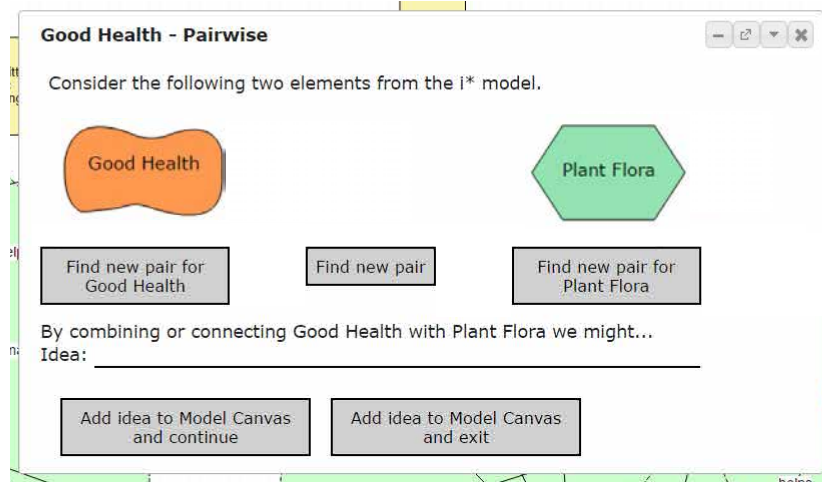 Good Health - Pairwise
Consider the following two elements from the i* model.
Good Health
Plant Flora
Find new pair for
Good Health
Find new pair
Find new pair for
Plant Flora
By combining or connecting Good Health with Plant Flora we might...
Idea:
Add idea to Model Canvas
and continue
Add idea to Model Canvas
and exit